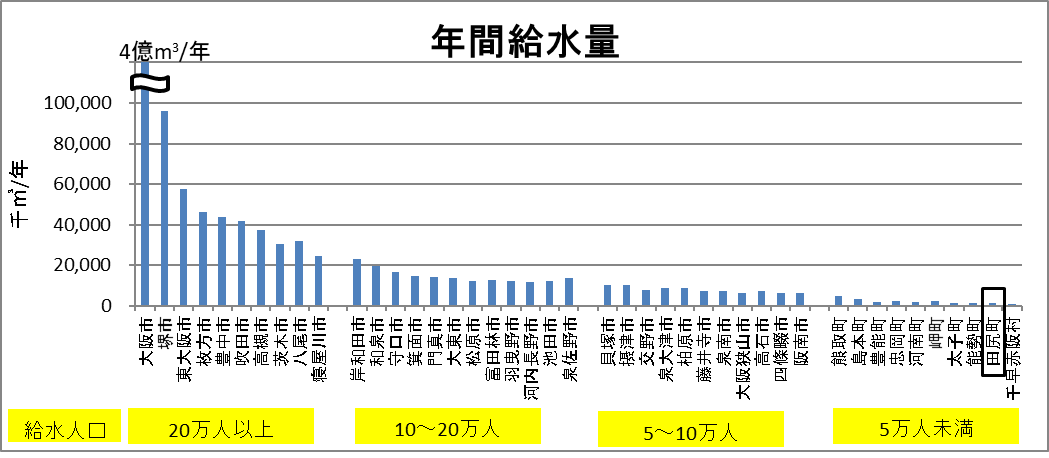 年間給水量
4億m³/年
千㎥/年
100,000
80,000
60,000
40,000
20,000
0
大阪市
堺市
東大阪市
枚方市
豊中市
吹田市
高槻市
茨木市
八尾市
寝屋川市
岸和田市
和泉市
守口市
箕面市
門真市
大東市
松原市
富田林市
羽曳野市
河内長野市
池田市
泉佐野市
貝塚市
摂津市
交野市
泉大津市
柏原市
藤井寺市
泉南市
大阪狭山市
高石市
四條畷市
阪南市
熊取町
島本町
豊能町
忠岡町
河南町
岬町
太子町
能勢町
田尻町
千早赤阪村
給水人口
20万人以上
10～20万人
5～10万人
5万人未満